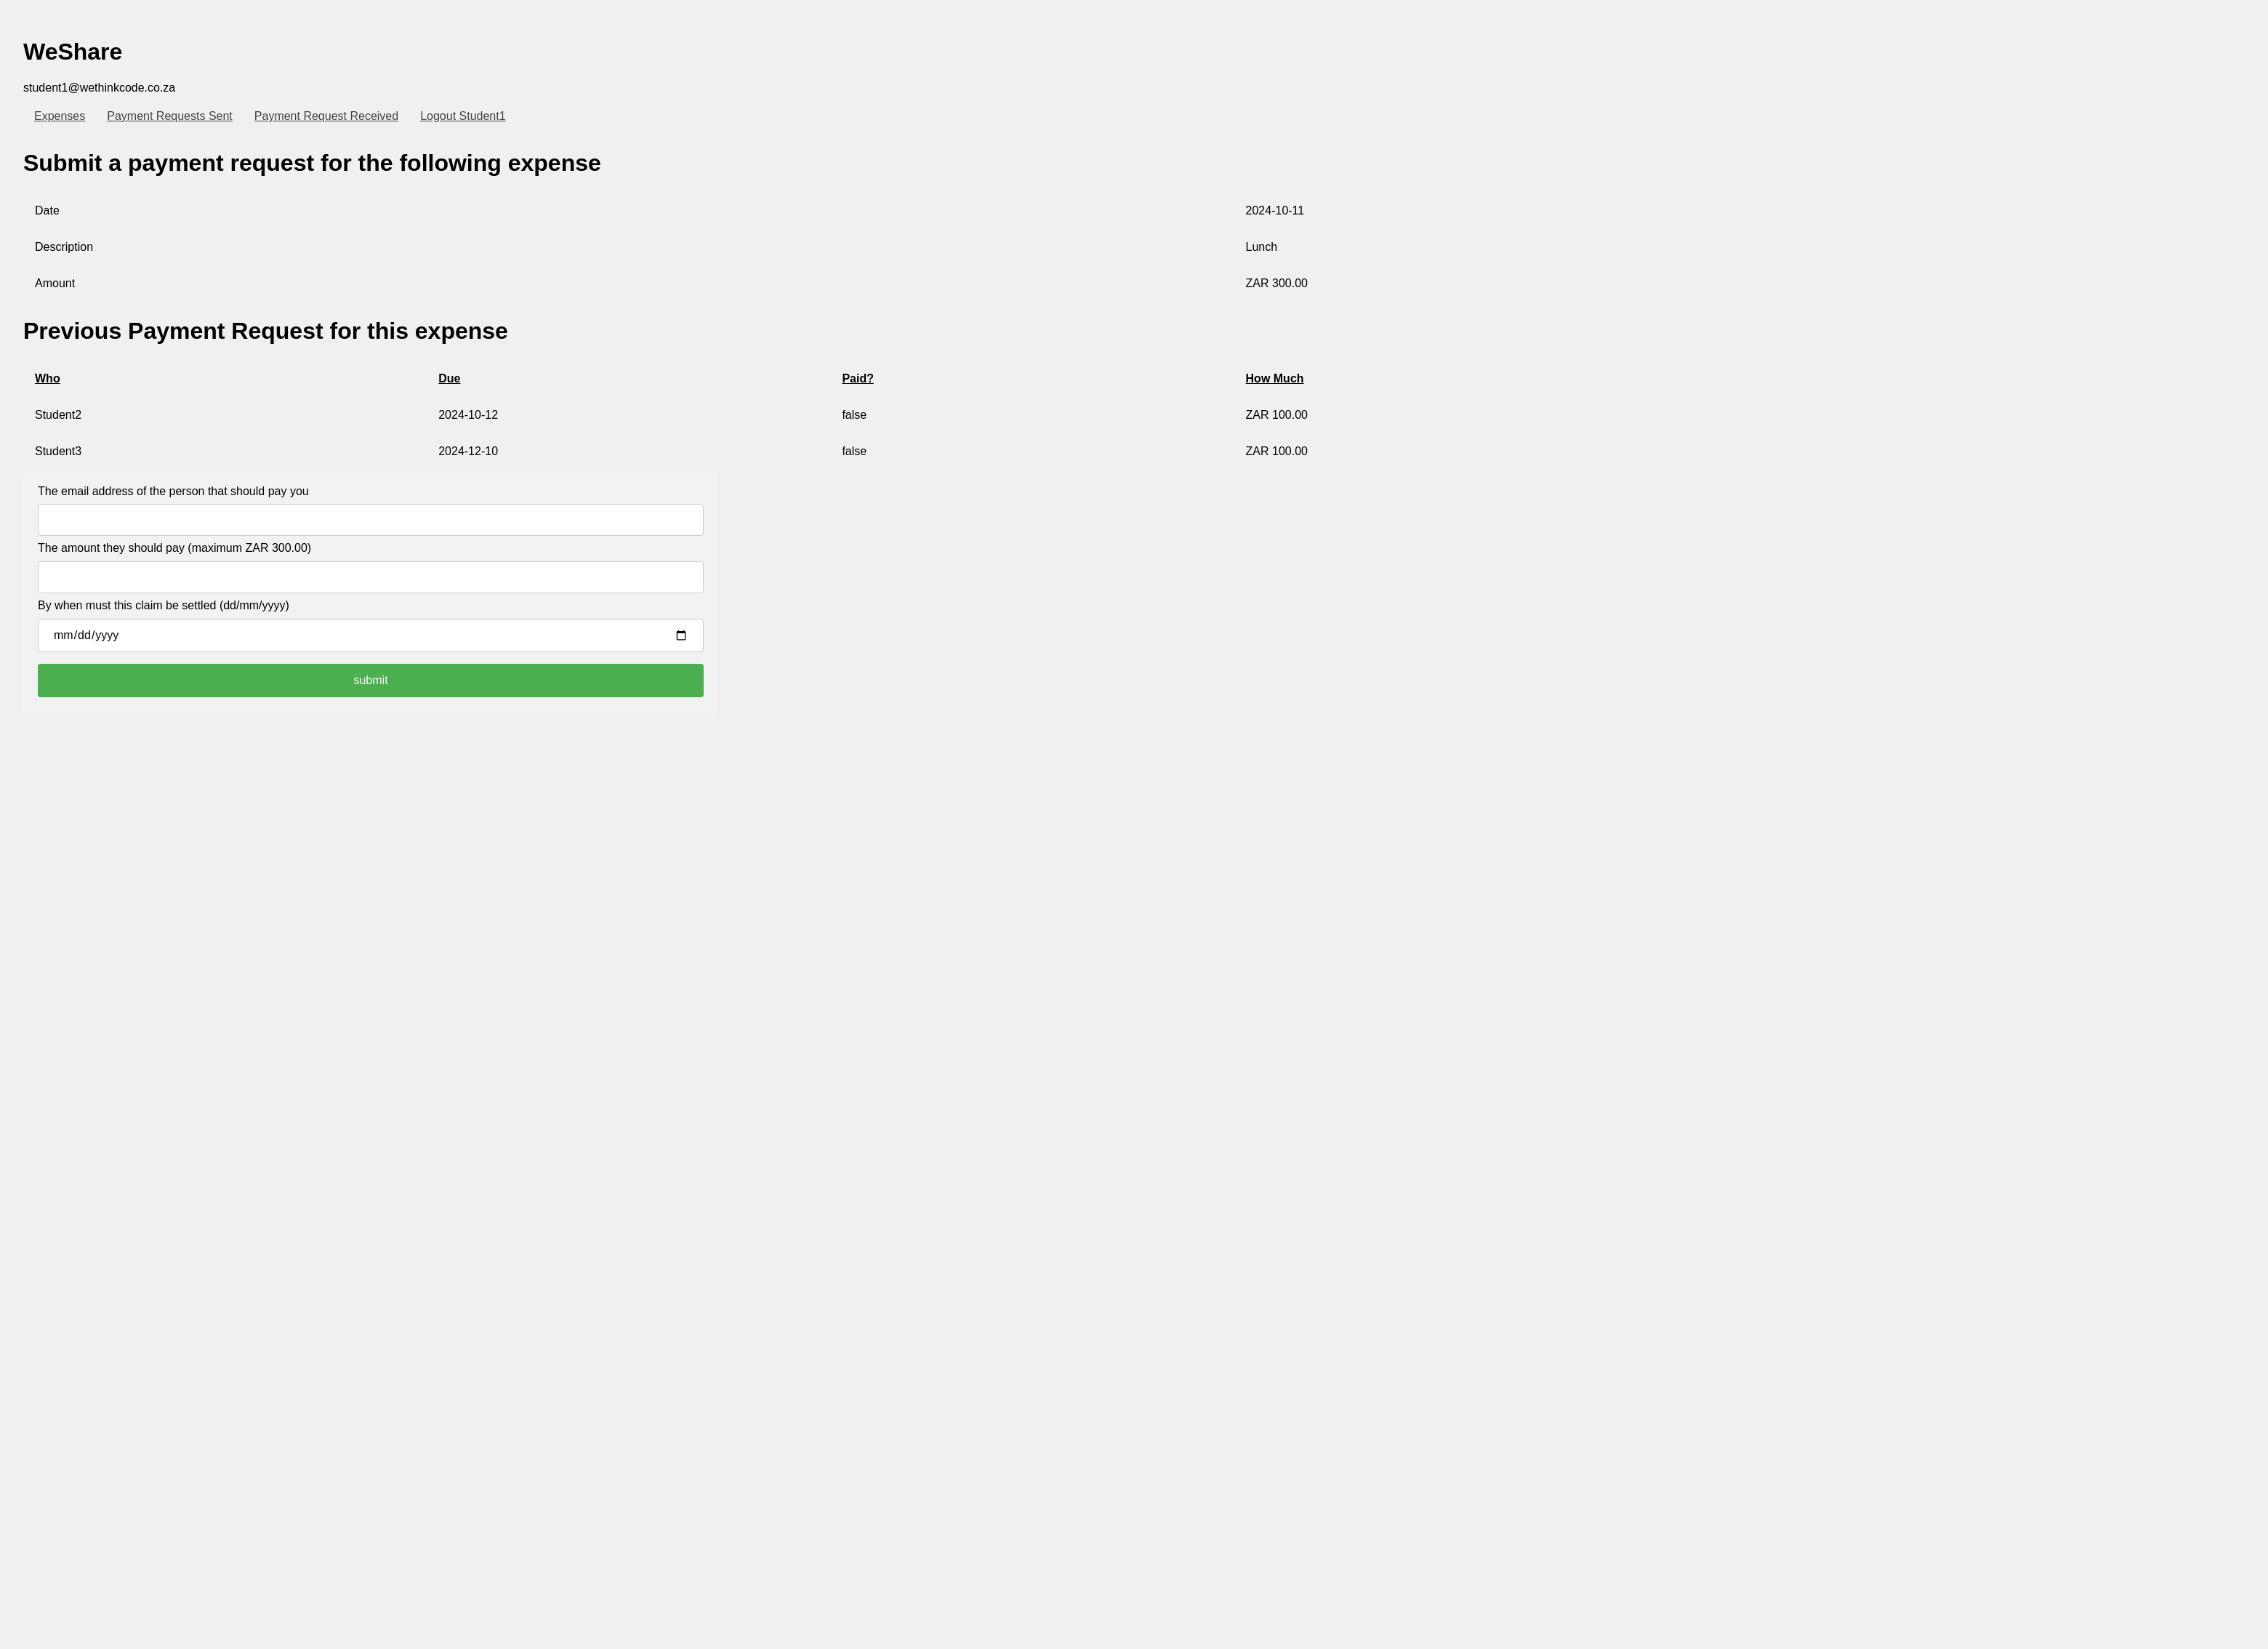 WeShare
student1@wethinkcode.co.za
Expenses Payment Requests Sent Payment Request Received Logout Student1
Submit a payment request for the following expense
Date 2024-10-11
Description Lunch
Amount ZAR 300.00
Previous Payment Request for this expense
Who Due Paid? How Much
Student2 2024-10-12 false ZAR 100.00
Student3 2024-12-10 false ZAR 100.00
The email address of the person that should pay you
The amount they should pay (maximum ZAR 300.00)
By when must this claim be settled (dd/mm/yyyy)
mm/dd/yyyy
submit